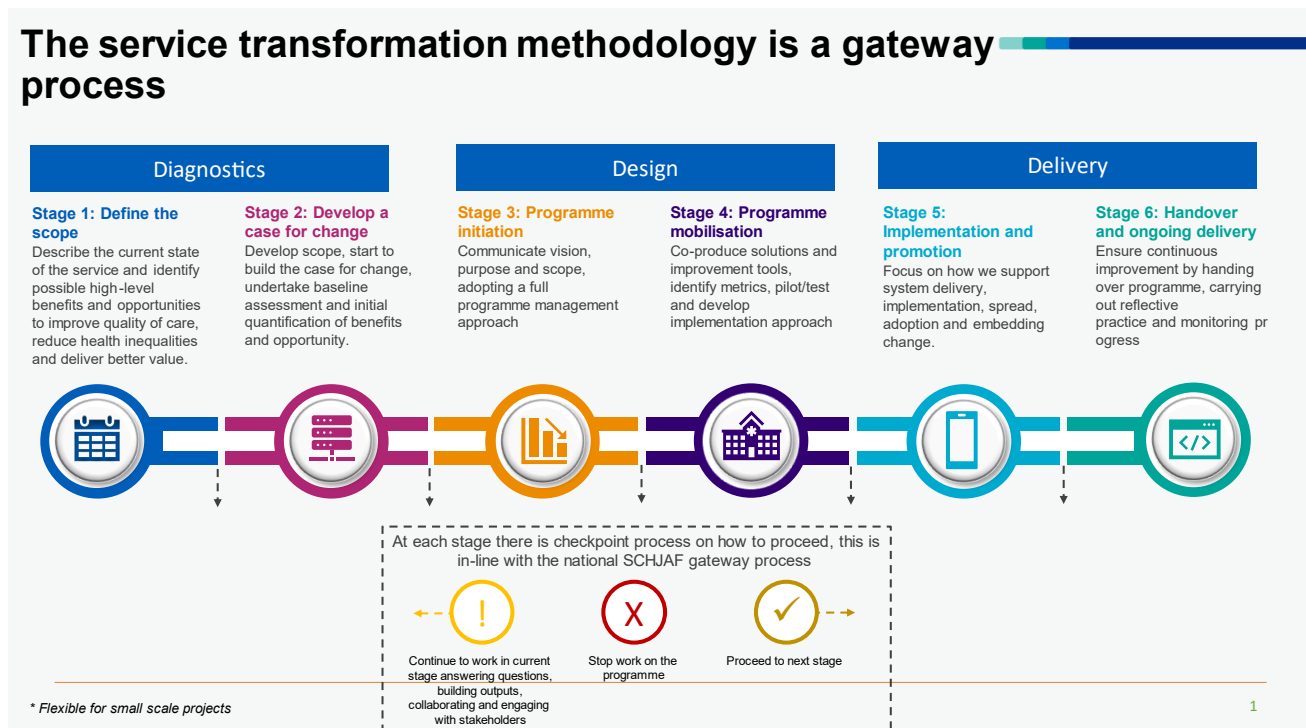 The service transformation methodology is a gateway
process
Diagnostics
Design
Delivery
Stage 1: Define the
scope
Describe the current state
of the service and identify
possible high-level
benefits and opportunities
to improve quality of care,
reduce health inequalities
and deliver better value.
Stage 2: Develop a
case for change
Develop scope, start to
build the case for change,
undertake baseline
assessment and initial
quantification of benefits
and opportunity.
Stage 3: Programme
initiation
Communicate vision,
purpose and scope,
adopting a full
programme management
approach
Stage 4: Programme
mobilisation
Co-produce solutions and
improvement tools,
identify metrics, pilot/test
and develop
implementation approach
Stage 5:
Implementation and
promotion
Focus on how we support
system delivery,
implementation, spread,
adoption and embedding
change.
Stage 6: Handover
and ongoing delivery
Ensure continuous
improvement by handing
over programme, carrying
out reflective
practice and monitoring pr
ogress
</>
At each stage there is checkpoint process on how to proceed, this is
in-line with the national SCHJAF gateway process
!
X
Continue to work in current
stage answering questions,
building outputs,
collaborating and engaging
with stakeholders
Stop work on the
programme
Proceed to next stage
* Flexible for small scale projects
1